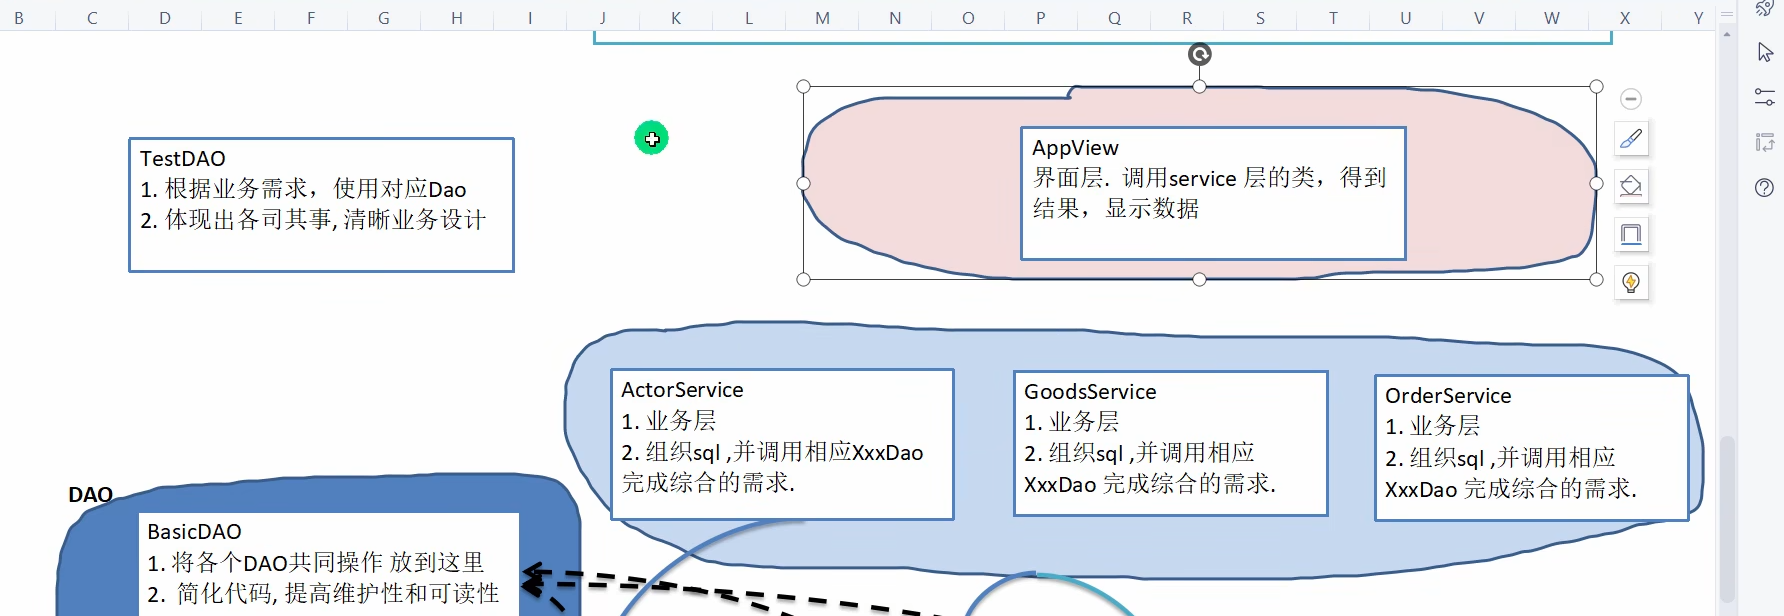 B C D E F G H I J K L M N O P Q R S T U V W X Y
TestDAO
1. 根据业务需求，使用对应Dao
2. 体现出各司其事, 清晰业务设计
AppView
界面层. 调用service 层的类，得到
结果，显示数据
ActorService
1. 业务层
2. 组织sql ,并调用相应XxxDao
完成综合的需求.
GoodsService
1. 业务层
2. 组织sql ,并调用相应
XxxDao 完成综合的需求.
OrderService
1. 业务层
2. 组织sql ,并调用相应
XxxDao 完成综合的需求.
DAO
BasicDAO
1. 将各个DAO共同操作 放到这里
2. 简化代码, 提高维护性和可读性